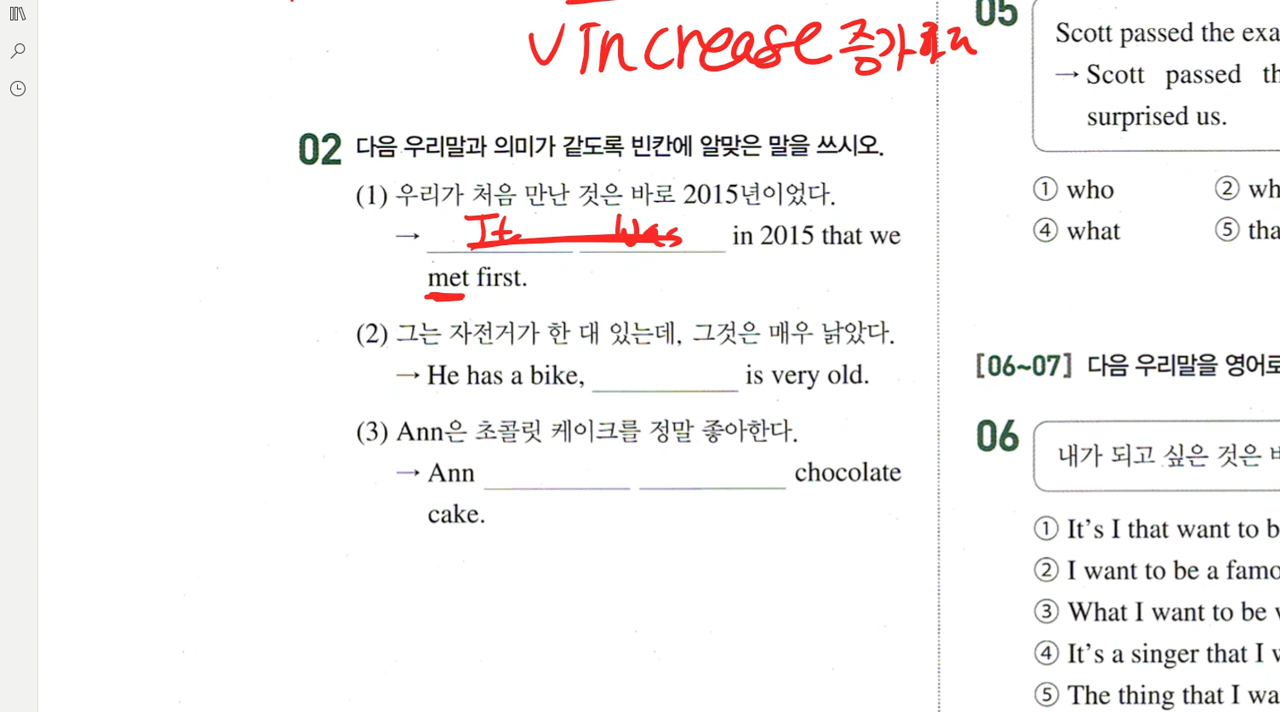 ∨ Increase 증가하고
02 다음 우리말과 의미가 같도록 빈칸에 알맞은 말을 쓰시오.
(1) 우리가 처음 만난 것은 바로 2015년이었다.
→ It was in 2015 that we
met first.
(2) 그는 자전거가 한 대 있는데, 그것은 매우 낡았다.
→ He has a bike, is very old.
(3) Ann은 초콜릿 케이크를 정말 좋아한다.
→ Ann chocolate
cake.
05
Scott passed the exa
→ Scott passed th
surprised us.
① who ② wh
④ what ⑤ tha
[06~07] 다음 우리말을 영어로
06
내가 되고 싶은 것은 바
① It's I that want to b
② I want to be a famo
③ What I want to be
④ It's a singer that I
⑤ The thing that I wa